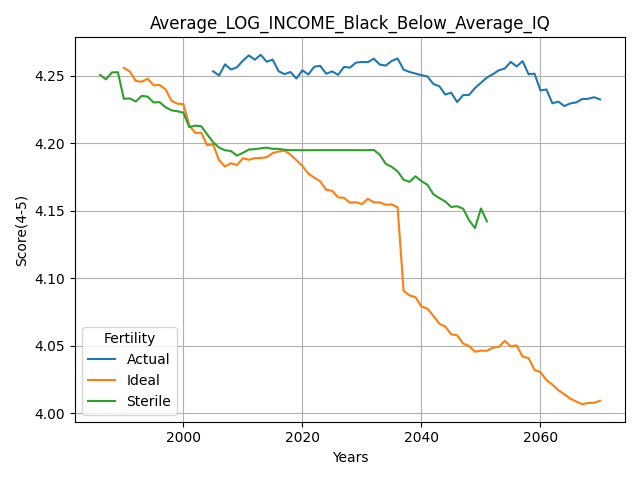 Average_LOG_INCOME_Black_Below_Average_IQ
Score(4-5)
4.25
4.20
4.15
4.10
4.05
4.00
Fertility
Actual
Ideal
Sterile
2000
2020
2040
2060
Years